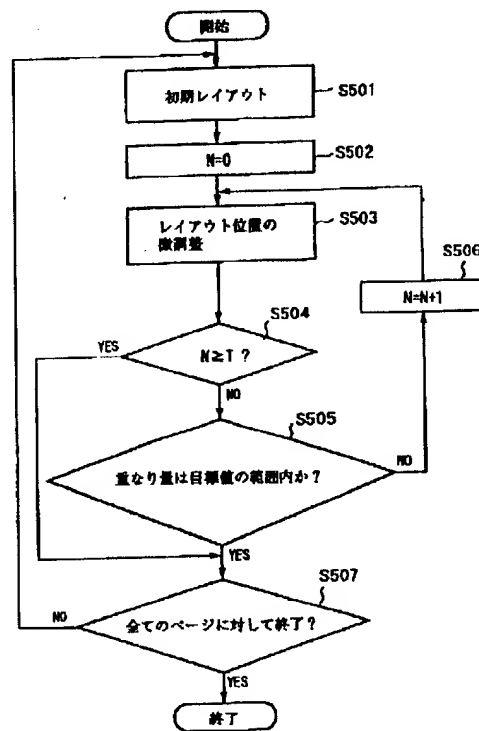 開始
初期レイアウト
S501
N=0
S502
レイアウト位置の
微調整
S503
S506
N=N+1
S504
YES
N≧T ?
NO
S505
重なり量は目標値の範囲内か?
NO
YES
S507
NO
全てのページに対して終了?
YES
終了